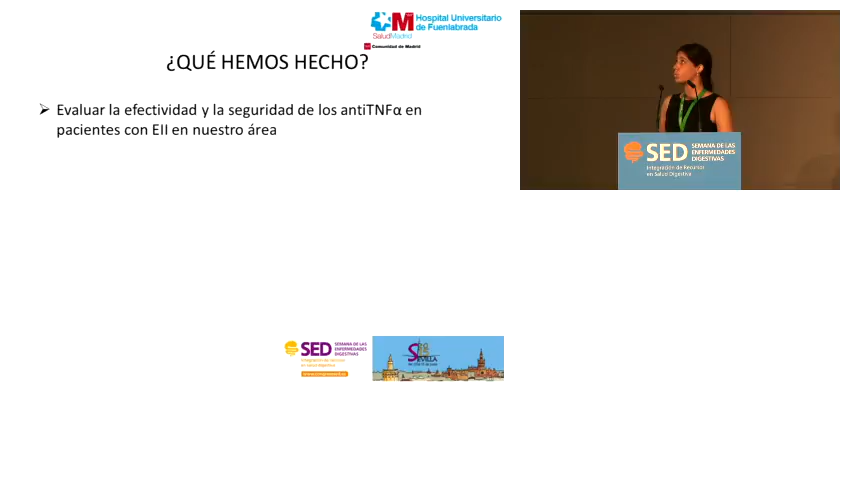 Hospital Universitario
de Fuenlabrada
SaludMadrid
Comunidad de Madrid
¿QUÉ HEMOS HECHO?
➢ Evaluar la efectividad y la seguridad de los antiTNFα en
pacientes con EII en nuestro área
SED SEMANA DE LAS
ENFERMEDADES
DIGESTIVAS
Integración de Recursos
en Salud Digestiva
SED SEMANA DE LAS
ENFERMEDADES
DIGESTIVAS
Integración de Recursos
en Salud Digestiva
SEVILLA